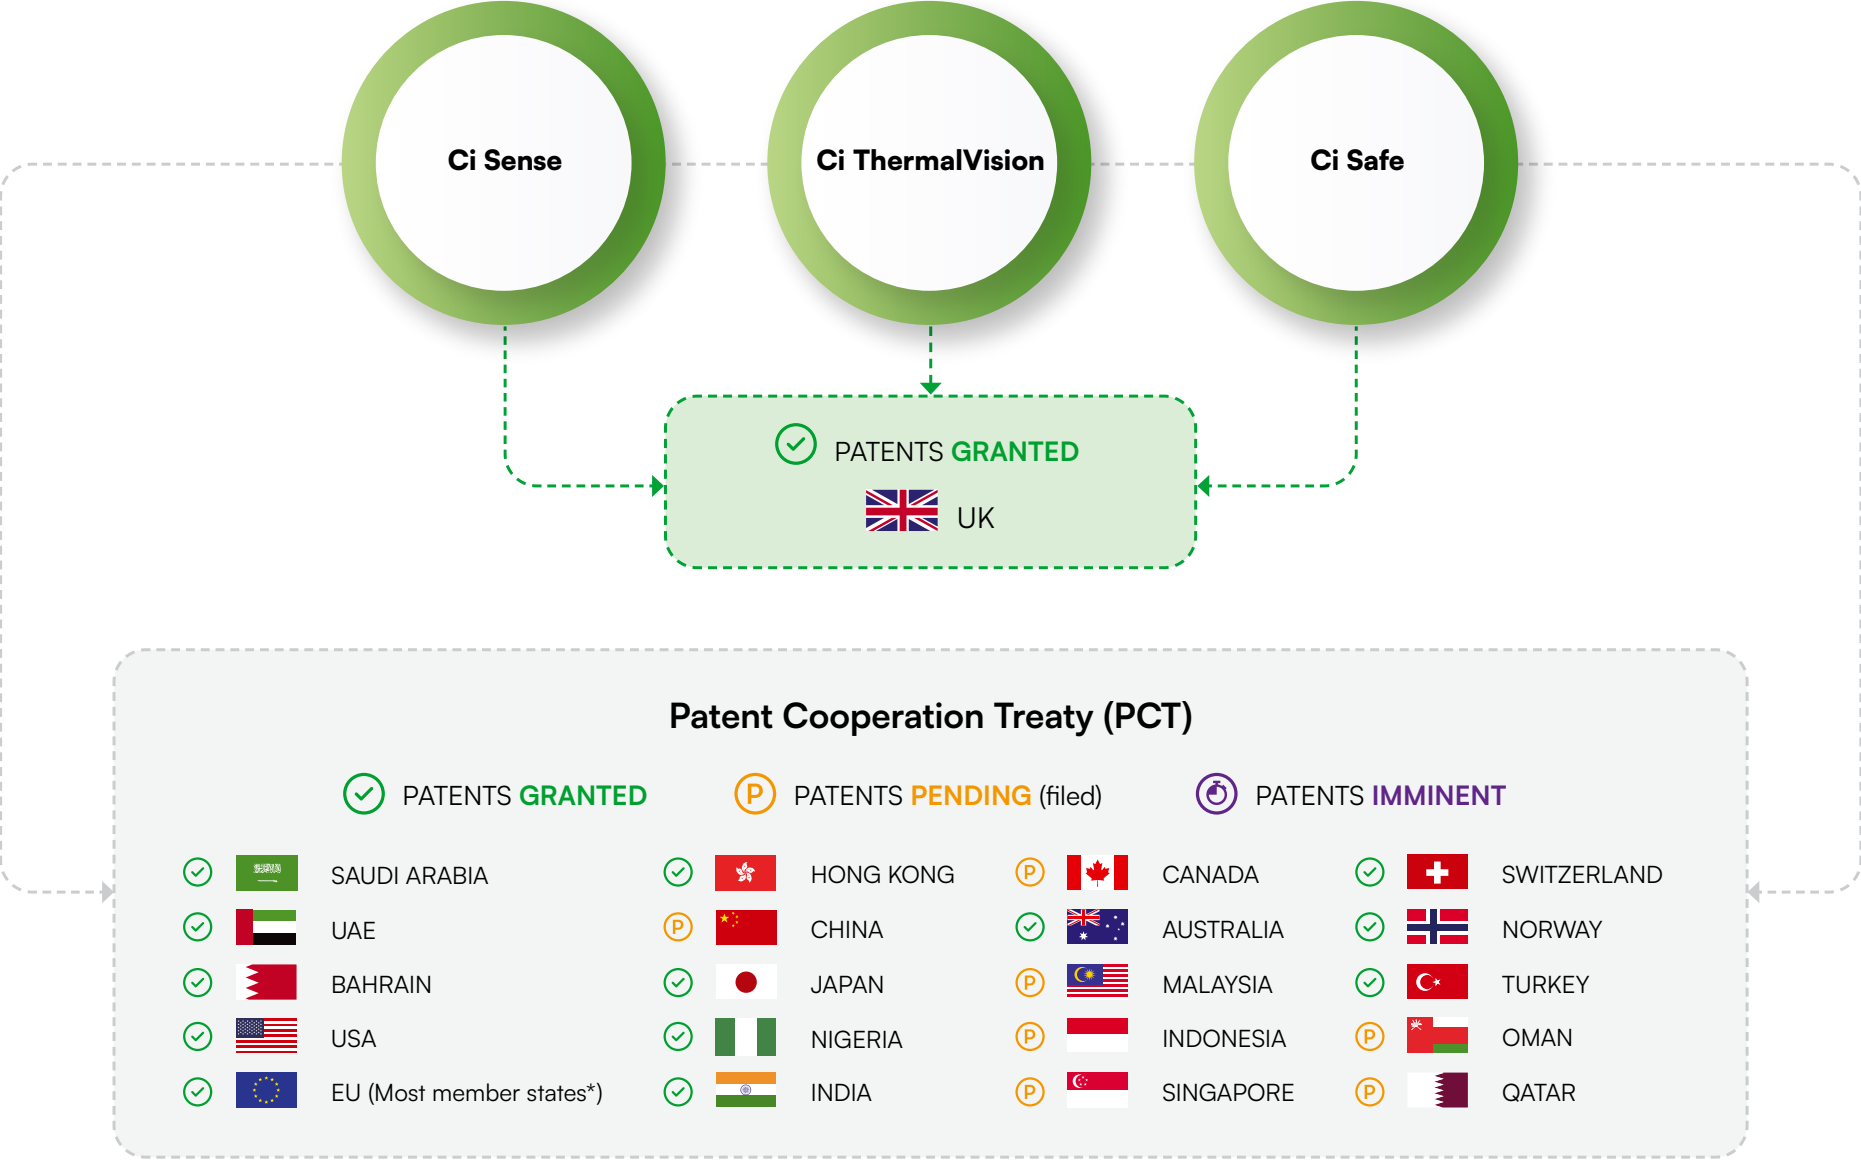 Ci Sense
Ci ThermalVision
Ci Safe
PATENTS GRANTED
UK
Patent Cooperation Treaty (PCT)
PATENTS GRANTED
P PATENTS PENDING (filed)
PATENTS IMMINENT
SAUDI ARABIA
UAE
BAHRAIN
USA
EU (Most member states*)
HONG KONG
P CHINA
JAPAN
NIGERIA
INDIA
P CANADA
AUSTRALIA
P MALAYSIA
P INDONESIA
P SINGAPORE
SWITZERLAND
NORWAY
TURKEY
P OMAN
P QATAR